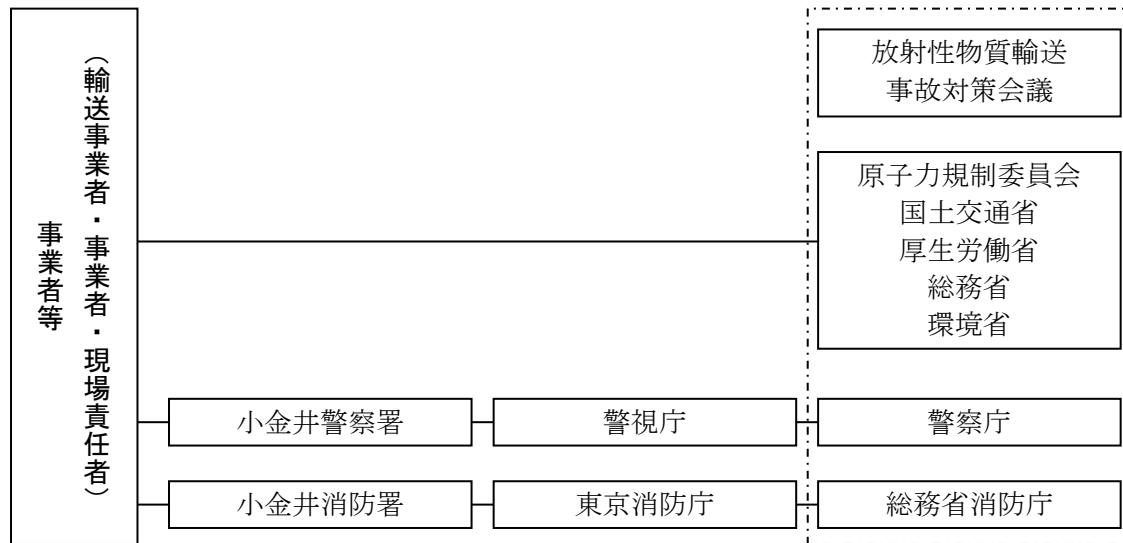 事業者等
（輸送事業者・事業者・現場責任者）
放射性物質輸送
事故対策会議
原子力規制委員会
国土交通省
厚生労働省
総務省
環境省
小金井警察署
警視庁
警察庁
小金井消防署
東京消防庁
総務省消防庁